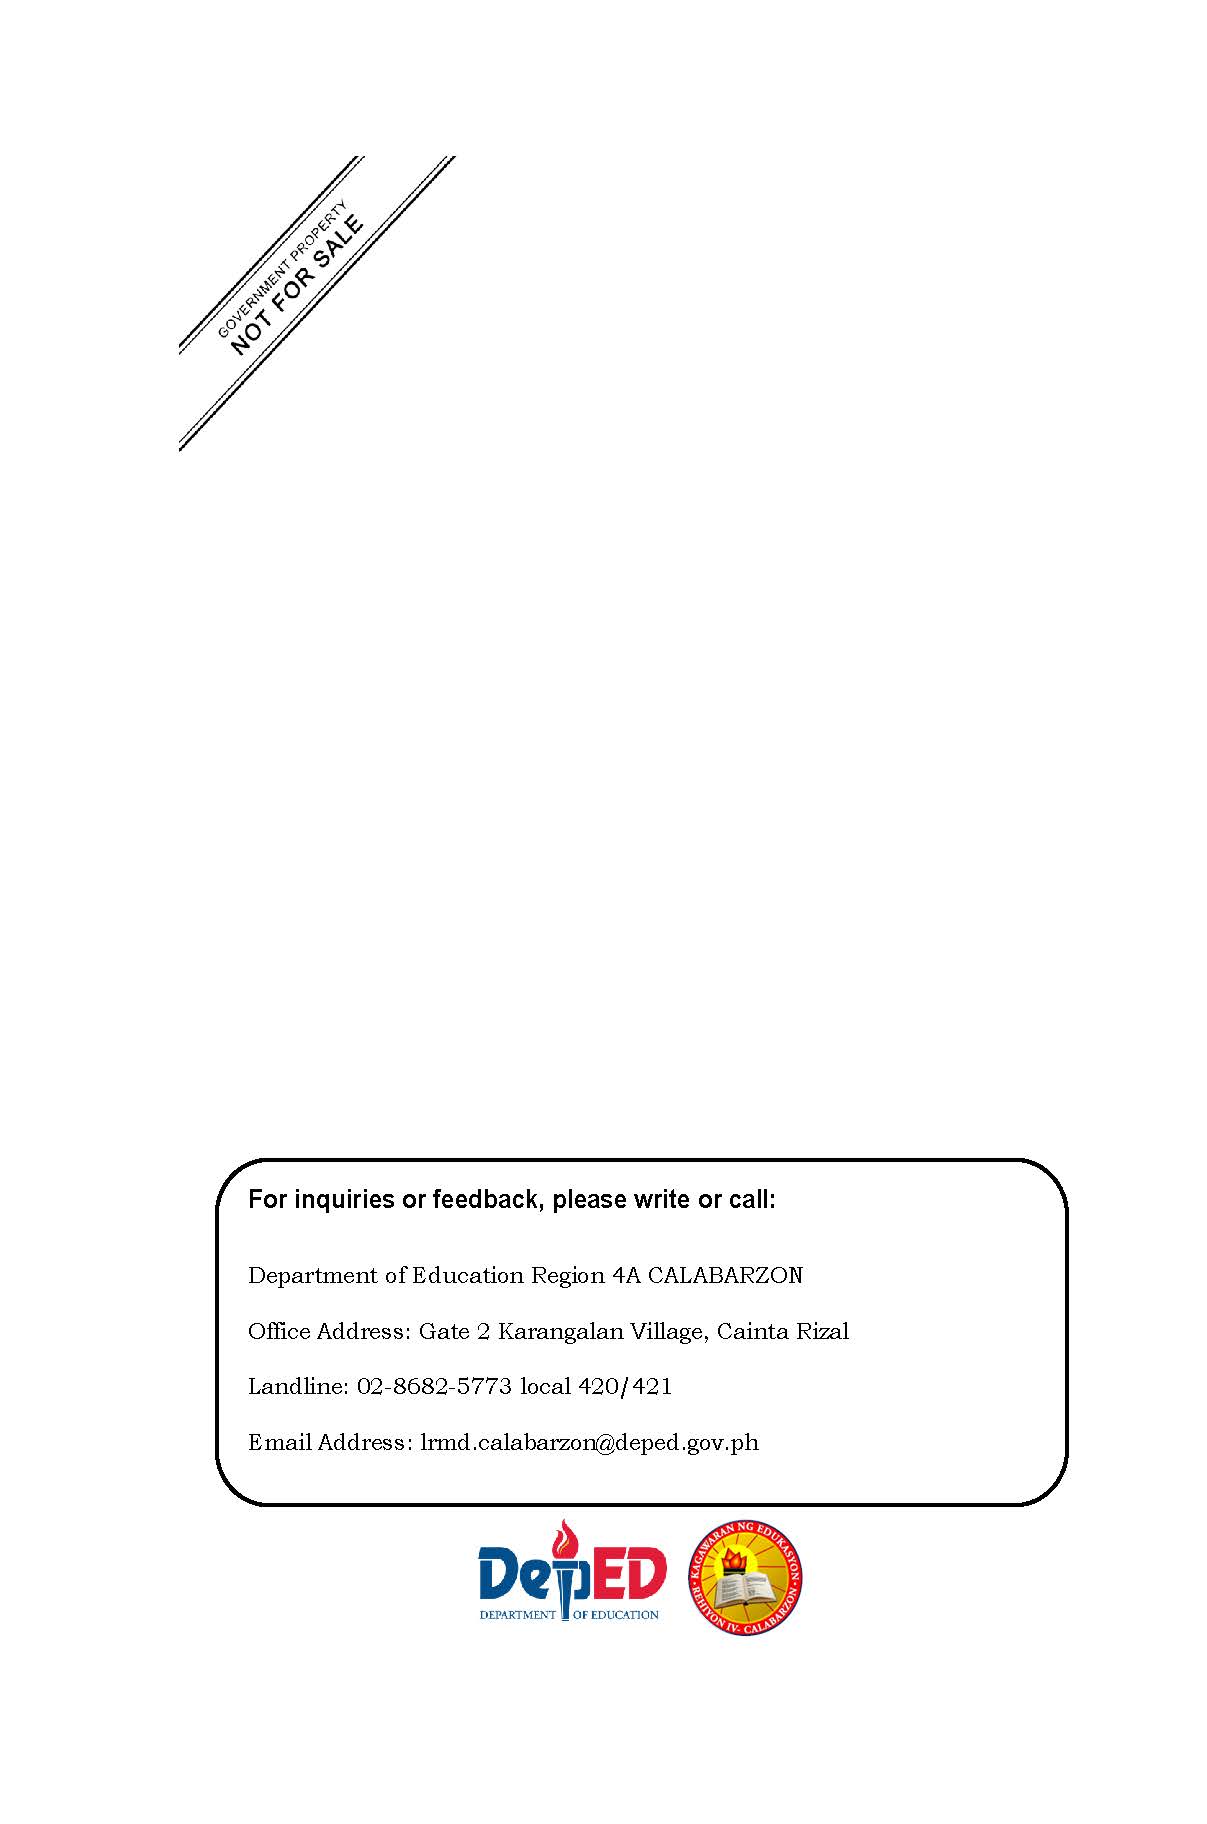 GOVERNMENT PROPERTY
NOT FOR SALE
For inquiries or feedback, please write or call:
Department of Education Region 4A CALABARZON
Office Address: Gate 2 Karangalan Village, Cainta Rizal
Landline: 02-8682-5773 local 420/421
Email Address: lrmd.calabarzon@deped.gov.ph
DepED
DEPARTMENT OF EDUCATION
KAGAWARAN NG EDUKASYON
REHIYON IV- CALABARZON